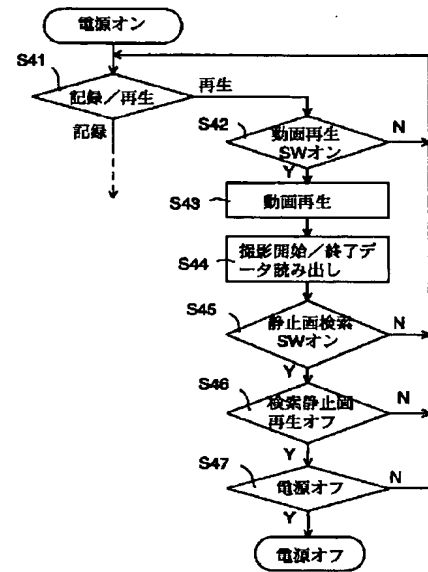 電源オン
S41
記録／再生
再生
記録
S42
動画再生
SWオン
N
Y
S43
動画再生
S44
撮影開始／終了デ
ータ読み出し
S45
静止画検索
SWオン
N
Y
S46
検索静止画
再生オフ
N
Y
S47
電源オフ
N
Y
電源オフ